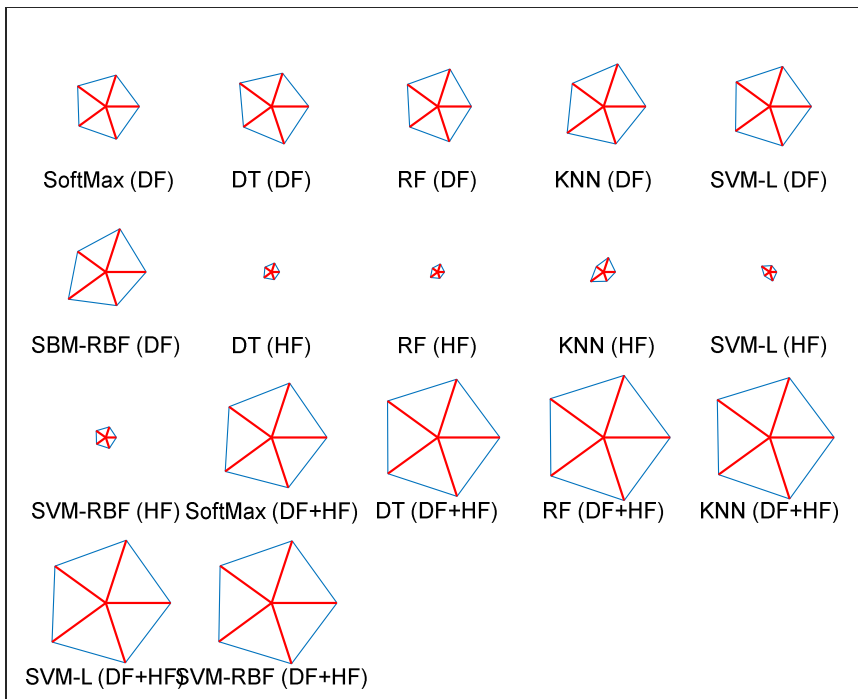 SoftMax (DF) DT (DF) RF (DF) KNN (DF) SVM-L (DF)
SBM-RBF (DF) DT (HF) RF (HF) KNN (HF) SVM-L (HF)
SVM-RBF (HF) SoftMax (DF+HF) DT (DF+HF) RF (DF+HF) KNN (DF+HF)
SVM-L (DF+HF) SVM-RBF (DF+HF)